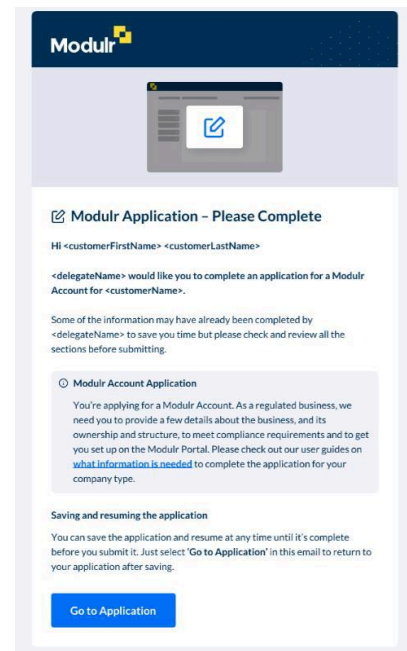 Modulr
Modulr Application – Please Complete
Hi <customerFirstName> <customerLastName>
<delegateName> would like you to complete an application for a Modulr
Account for <customerName>.
Some of the information may have already been completed by
<delegateName> to save you time but please check and review all the
sections before submitting.
Modulr Account Application
You're applying for a Modulr Account. As a regulated business, we
need you to provide a few details about the business, and its
ownership and structure, to meet compliance requirements and to get
you set up on the Modulr Portal. Please check out our user guides on
what information is needed to complete the application for your
company type.
Saving and resuming the application
You can save the application and resume at any time until it's complete
before you submit it. Just select 'Go to Application' in this email to return to
your application after saving.
Go to Application